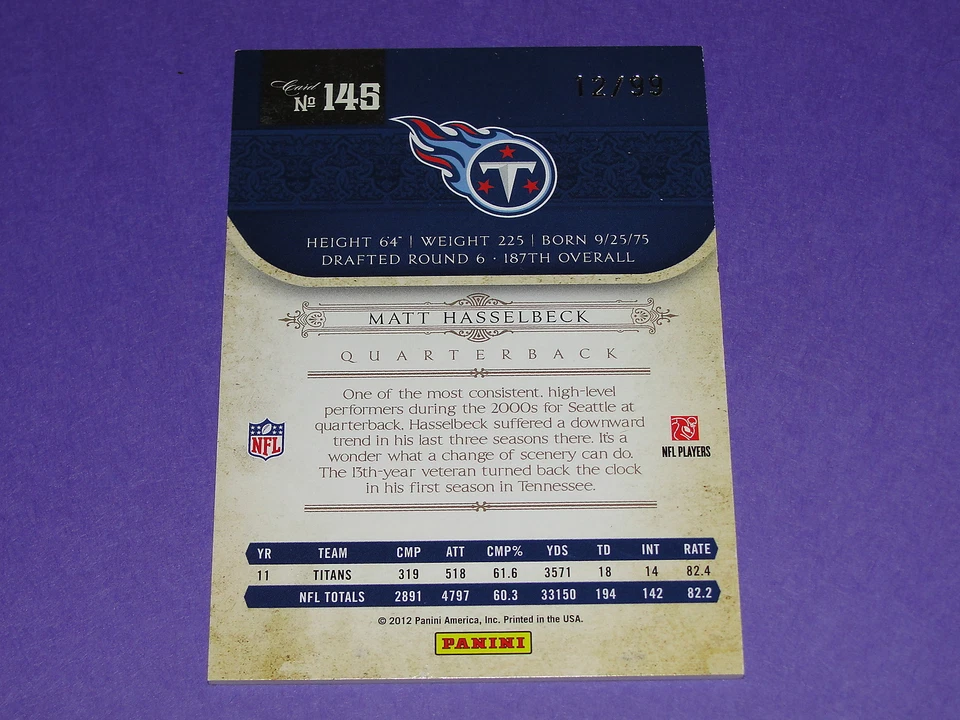 Card
No 145
12/99
T
HEIGHT 6'4" | WEIGHT 225 | BORN 9/25/75
DRAFTED ROUND 6 · 187TH OVERALL
MATT HASSELBECK
QUARTERBACK
One of the most consistent, high-level
performers during the 2000s for Seattle at
quarterback, Hasselbeck suffered a downward
trend in his last three seasons there. It's a
wonder what a change of scenery can do.
The 13th-year veteran turned back the clock
in his first season in Tennessee.
NFL
NFL PLAYERS
YR TEAM CMP ATT CMP% YDS TD INT RATE
11 TITANS 319 518 61.6 3571 18 14 82.4
NFL TOTALS 2891 4797 60.3 33150 194 142 82.2
© 2012 Panini America, Inc. Printed in the USA.
PANINI